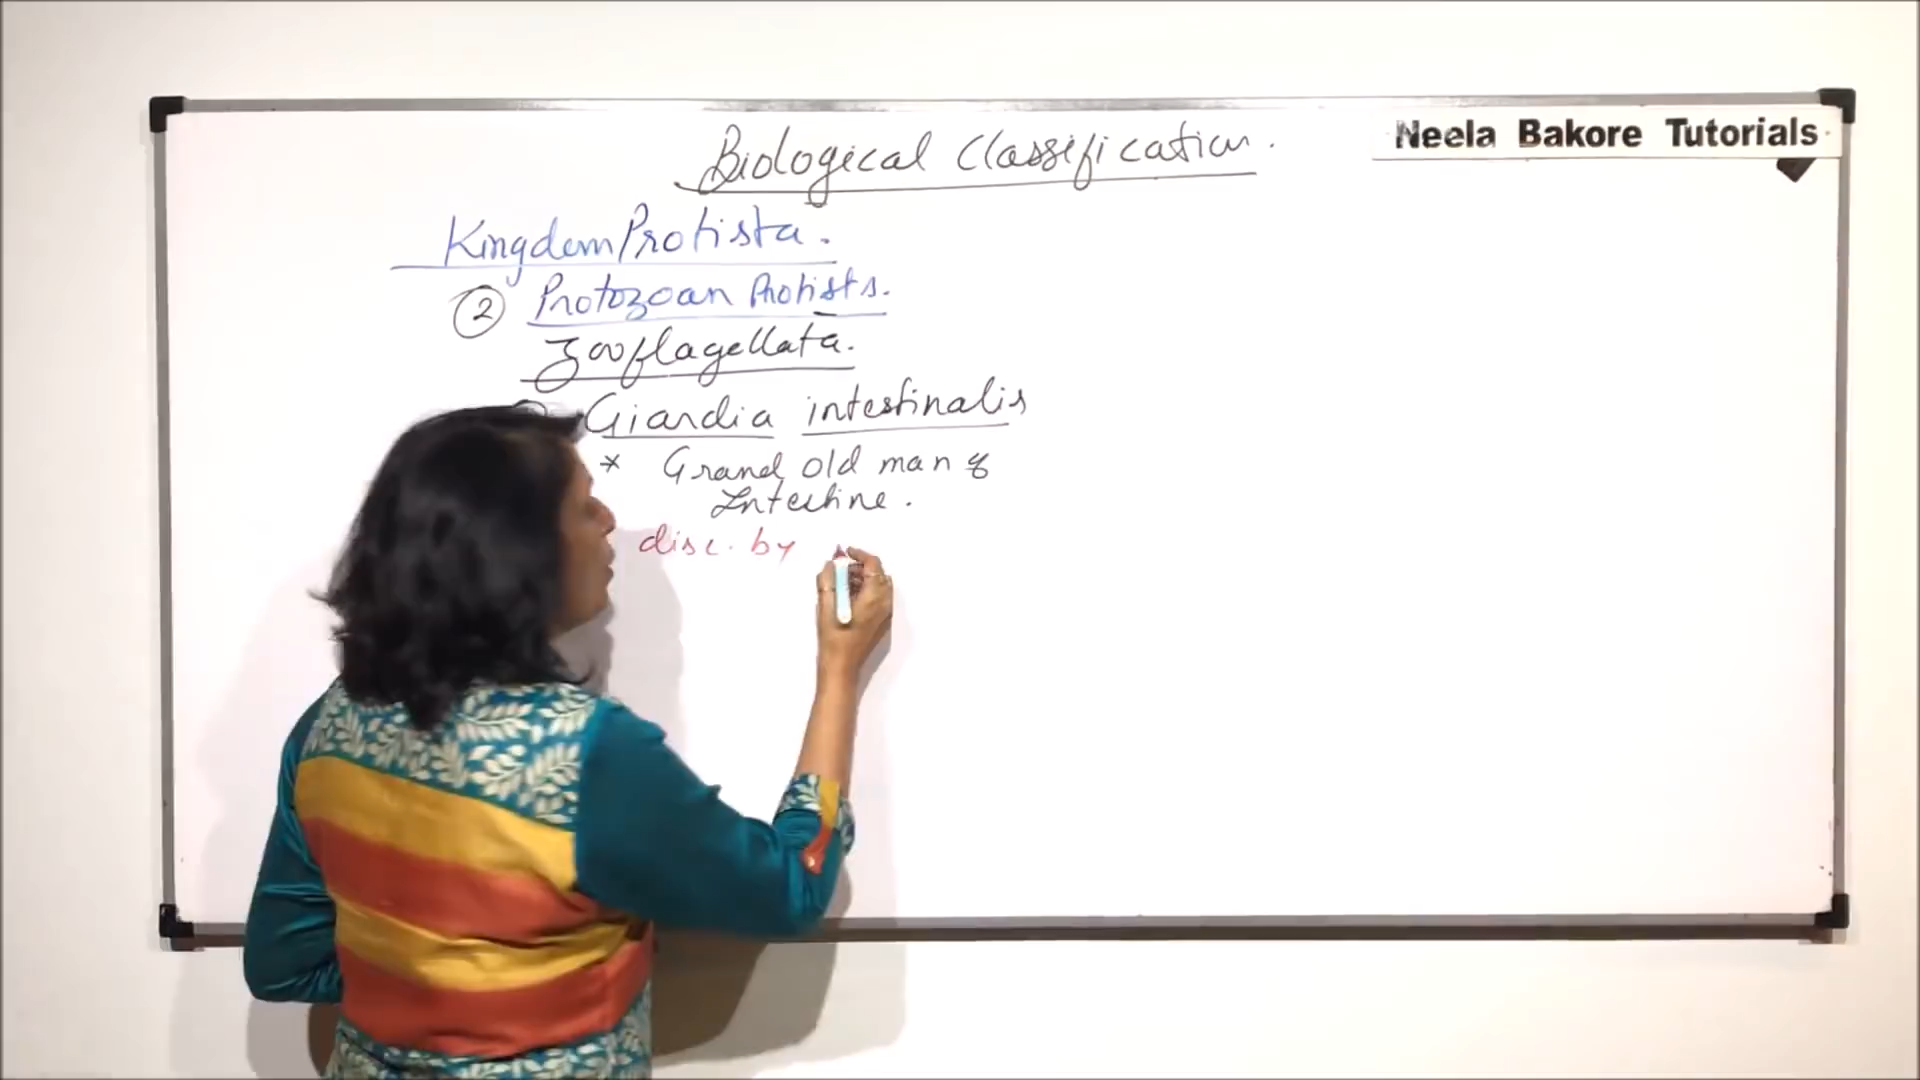 Biological Classification.
Neela Bakore Tutorials
Kingdom Protista.
2 Protozoan Protists.
Zooflagellata.
Giardia intestinalis
* Grand old man of
Intestine.
disc. by